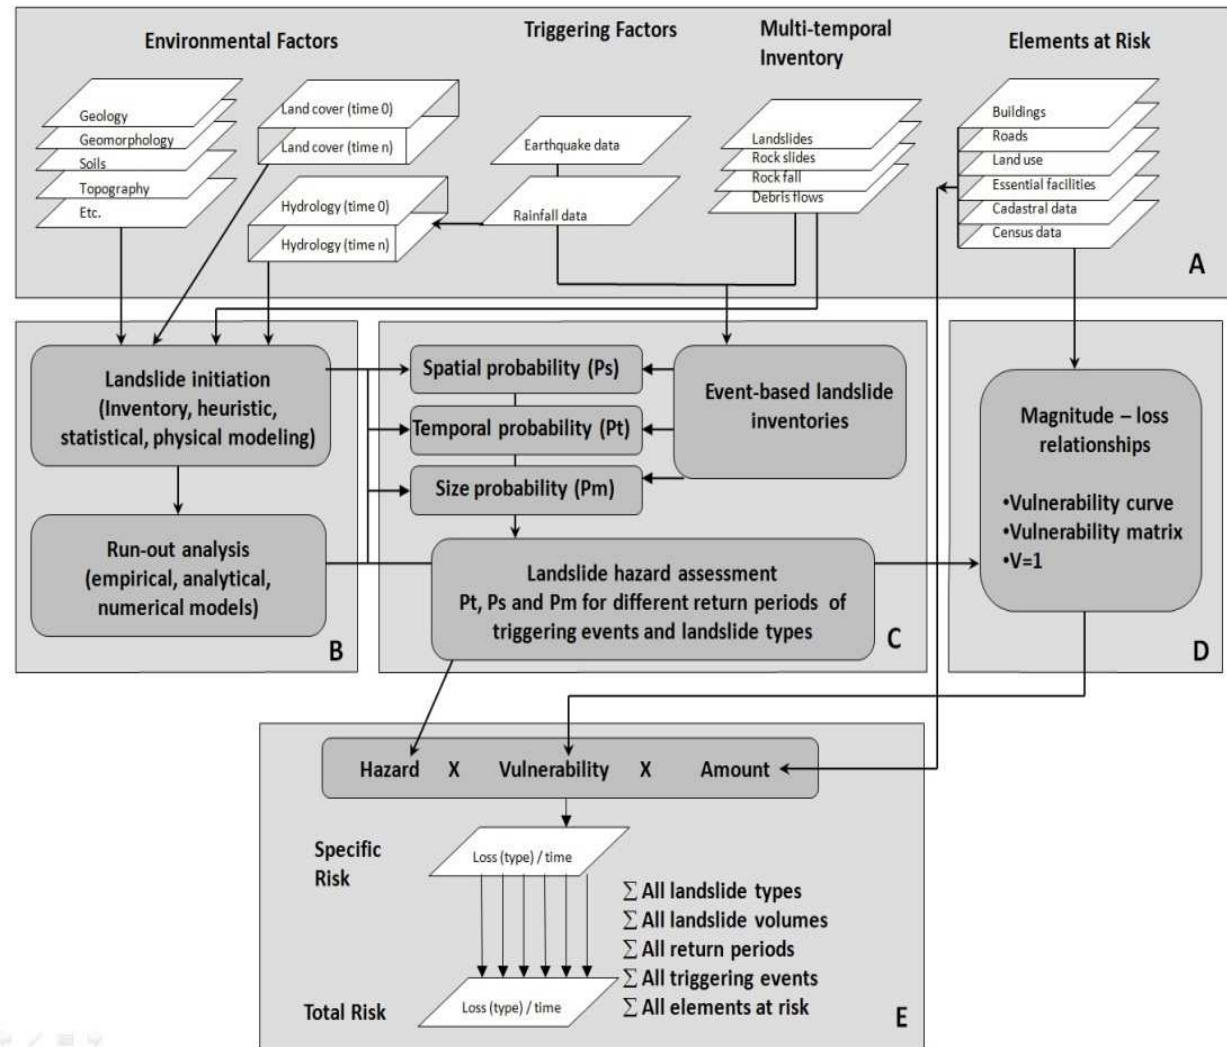 Environmental Factors
Triggering Factors
Multi-temporal
Inventory
Elements at Risk
Geology
Geomorphology
Soils
Topography
Etc.
Land cover (time 0)
Land cover (time n)
Hydrology (time 0)
Hydrology (time n)
Earthquake data
Rainfall data
Landslides
Rock slides
Rock fall
Debris flows
Buildings
Roads
Land use
Essential facilities
Cadastral data
Census data
A
Landslide initiation
(Inventory, heuristic,
statistical, physical modeling)
Run-out analysis
(empirical, analytical,
numerical models)
B
Spatial probability (Ps)
Temporal probability (Pt)
Size probability (Pm)
Event-based landslide
inventories
Landslide hazard assessment
Pt, Ps and Pm for different return periods of
triggering events and landslide types
C
Magnitude – loss
relationships
•Vulnerability curve
•Vulnerability matrix
•V=1
D
Hazard X Vulnerability X Amount
Specific
Risk
Loss (type) / time
∑ All landslide types
∑ All landslide volumes
∑ All return periods
∑ All triggering events
∑ All elements at risk
Total Risk
Loss (type) / time
E